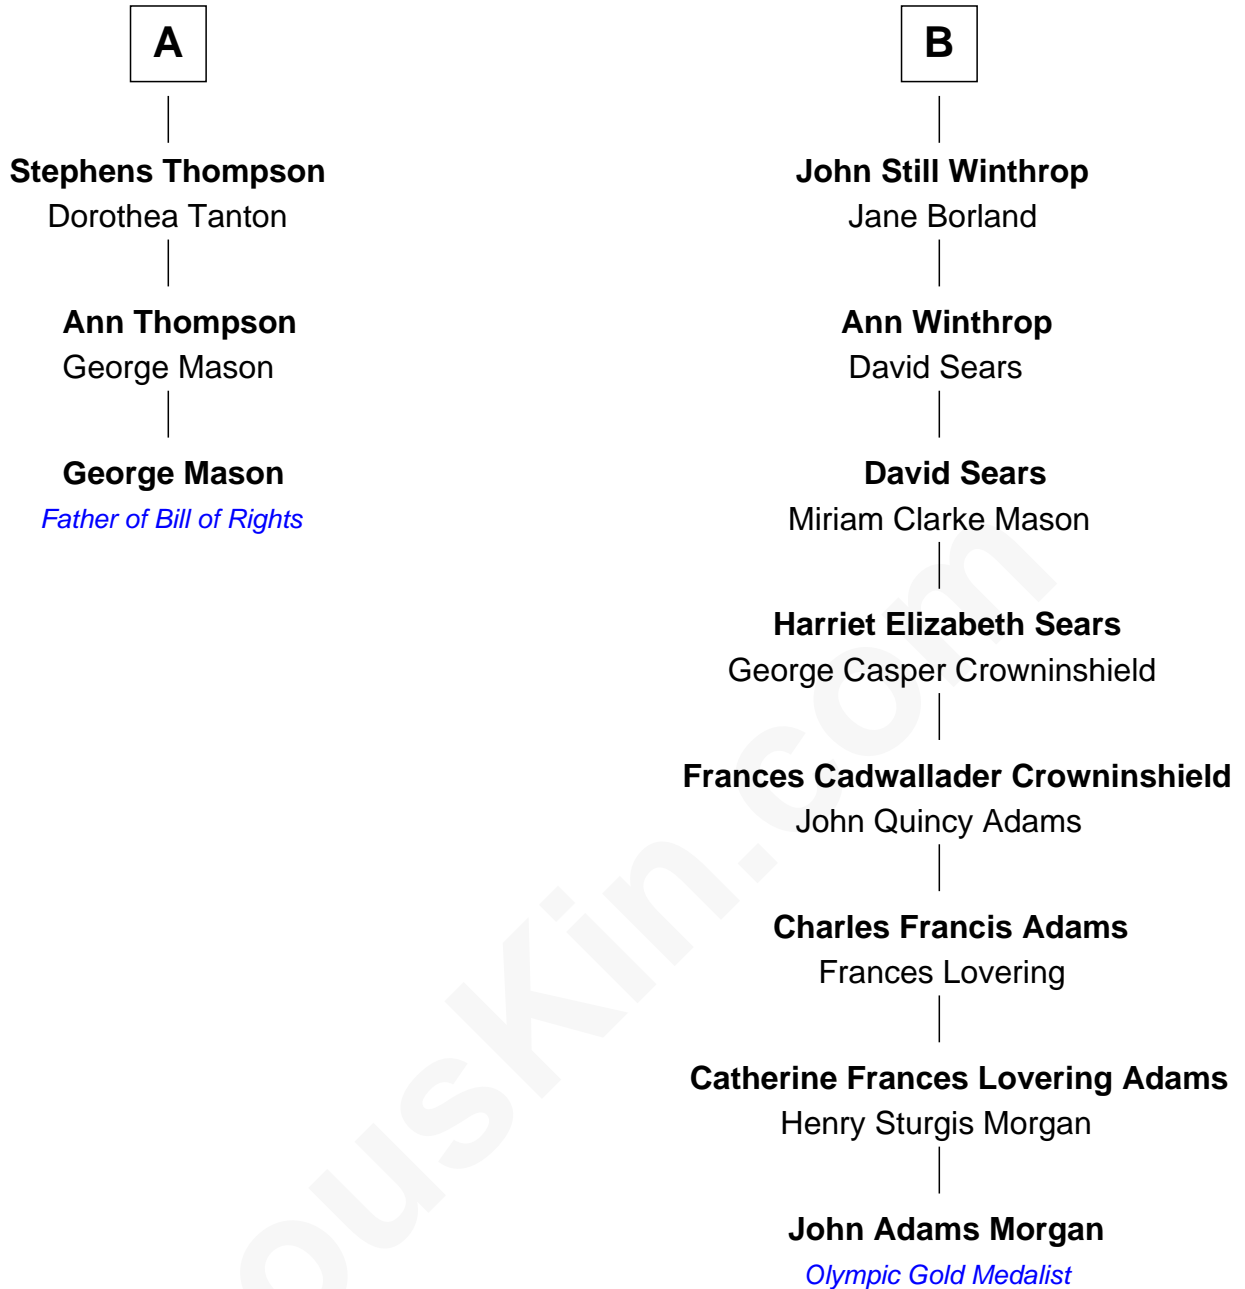 A
Stephens Thompson
Dorothea Tanton
Ann Thompson
George Mason
George Mason
Father of Bill of Rights
B
John Still Winthrop
Jane Borland
Ann Winthrop
David Sears
David Sears
Miriam Clarke Mason
Harriet Elizabeth Sears
George Casper Crowninshield
Frances Cadwallader Crowninshield
John Quincy Adams
Charles Francis Adams
Frances Lovering
Catherine Frances Lovering Adams
Henry Sturgis Morgan
John Adams Morgan
Olympic Gold Medalist
ousKin.com